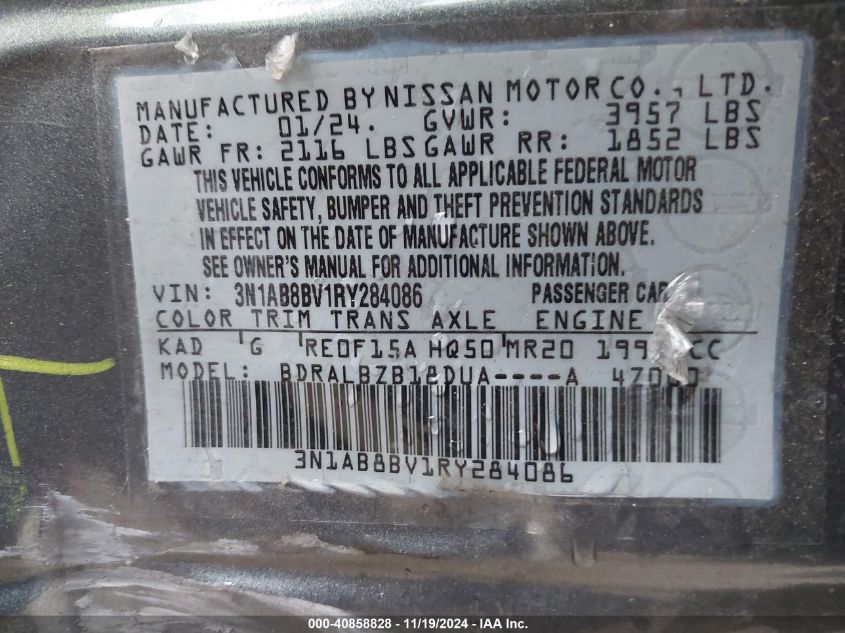 MANUFACTURED BY NISSAN MOTOR CO., LTD.
DATE: 01/24. GVWR: 3957 LBS
GAWR FR: 2116 LBS GAWR RR: 1852 LBS
THIS VEHICLE CONFORMS TO ALL APPLICABLE FEDERAL MOTOR
VEHICLE SAFETY, BUMPER AND THEFT PREVENTION STANDARDS
IN EFFECT ON THE DATE OF MANUFACTURE SHOWN ABOVE.
SEE OWNER'S MANUAL FOR ADDITIONAL INFORMATION.
VIN: 3N1AB8BV1RY284086 PASSENGER CAR
COLOR TRIM TRANS AXLE ENGINE
KAD G RE0F15A HQ50 MR20 CC
MODEL: BDRALBZB12DUA----A
3N1AB8BV1RY284086
000-40858828 - 11/19/2024 - IAA Inc.